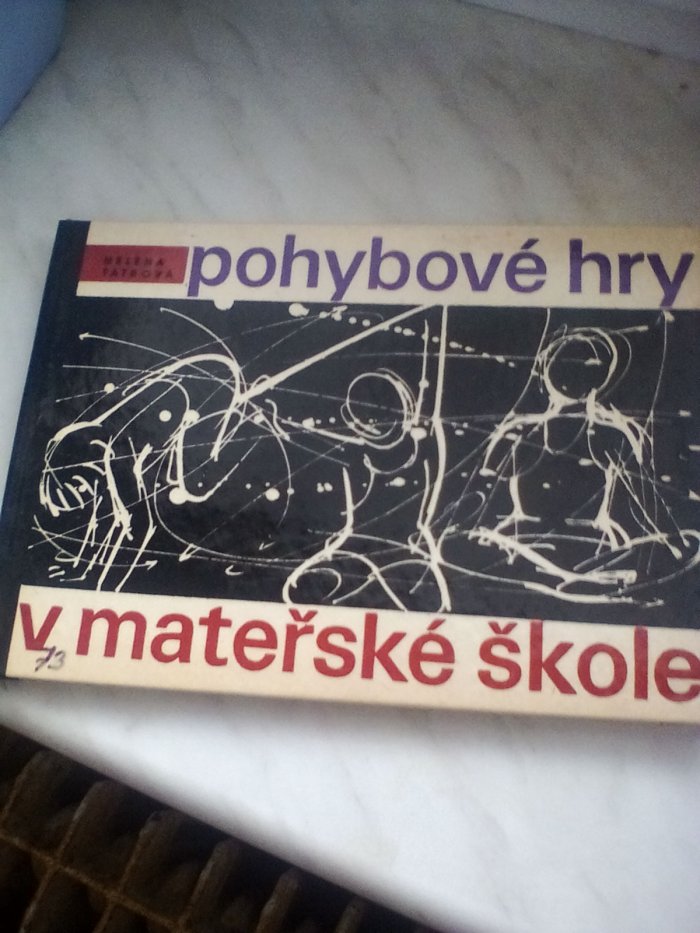 HELENA
TATROVÁ
pohybové hry
v mateřské škole
73